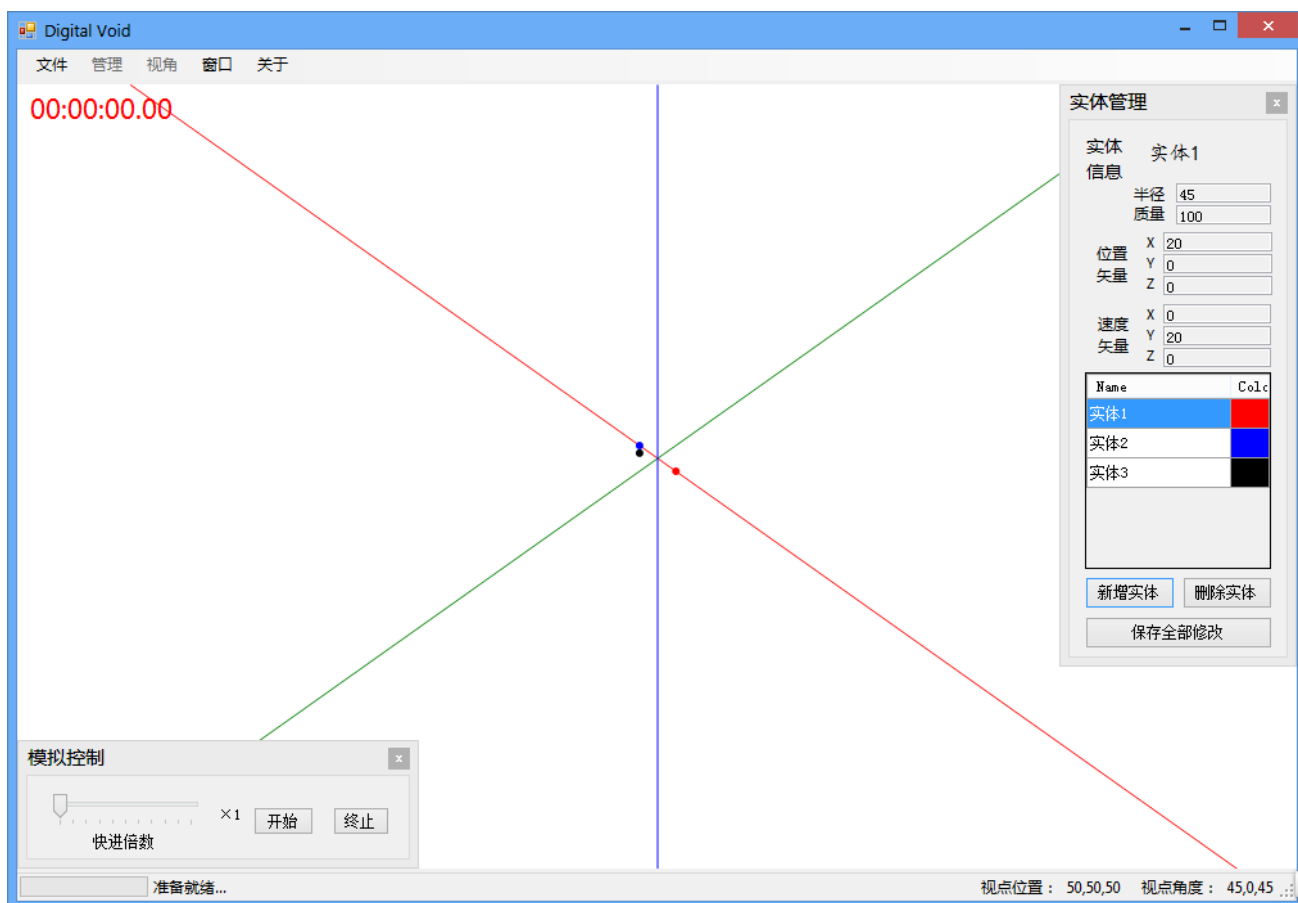 Digital Void
文件 管理 视角 窗口 关于
00:00:00.00
实体管理
x
实体
信息
实体1
半径 45
质量 100
位置
矢量
X 20
Y 0
Z 0
速度
矢量
X 0
Y 20
Z 0
Name Colo
实体1
实体2
实体3
新增实体 删除实体
保存全部修改
模拟控制
x
×1 开始 终止
快进倍数
准备就绪... 视点位置： 50,50,50 视点角度： 45,0,45